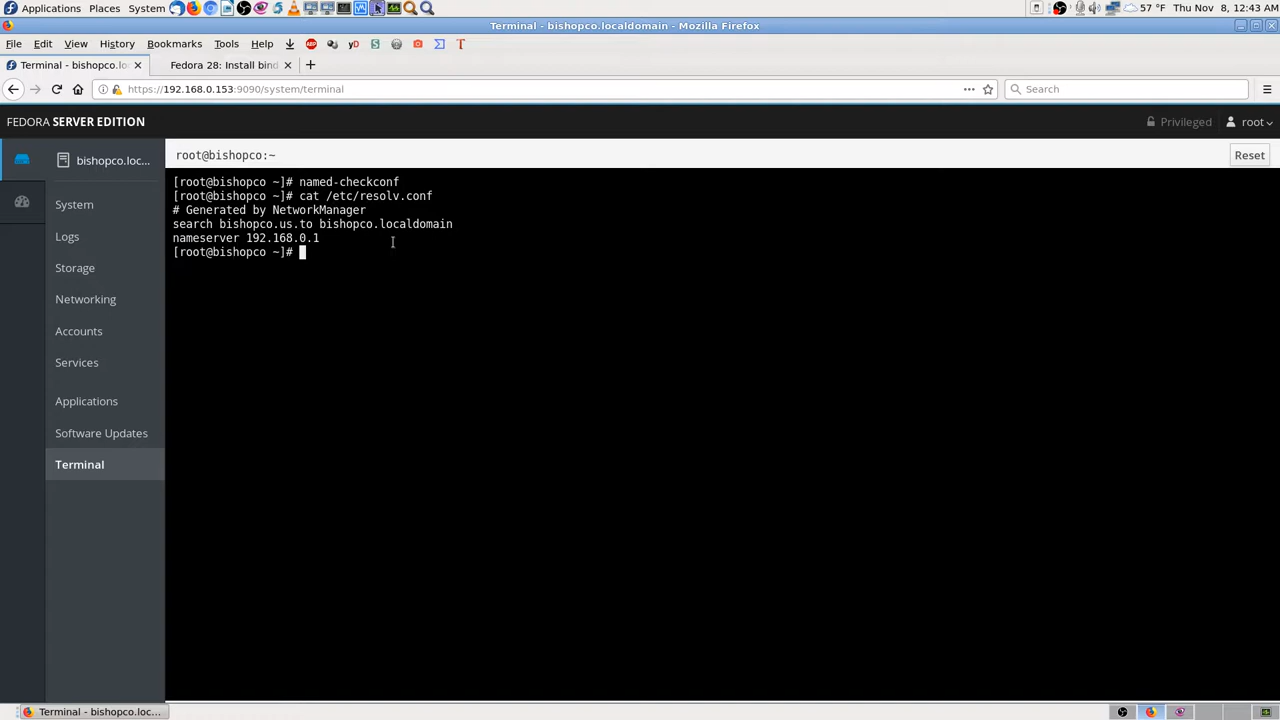 Applications Places System 57 °F Thu Nov 8, 12:43 AM
Terminal - bishopco.localdomain - Mozilla Firefox
File Edit View History Bookmarks Tools Help
Terminal - bishopco.lo Fedora 28: Install bind
https://192.168.0.153:9090/system/terminal Search
FEDORA SERVER EDITION Privileged root
bishopco.loc... root@bishopco:~ Reset
System
Logs
Storage
Networking
Accounts
Services
Applications
Software Updates
Terminal
[root@bishopco ~]# named-checkconf
[root@bishopco ~]# cat /etc/resolv.conf
# Generated by NetworkManager
search bishopco.us.to bishopco.localdomain
nameserver 192.168.0.1
[root@bishopco ~]#
Terminal - bishopco.loc...